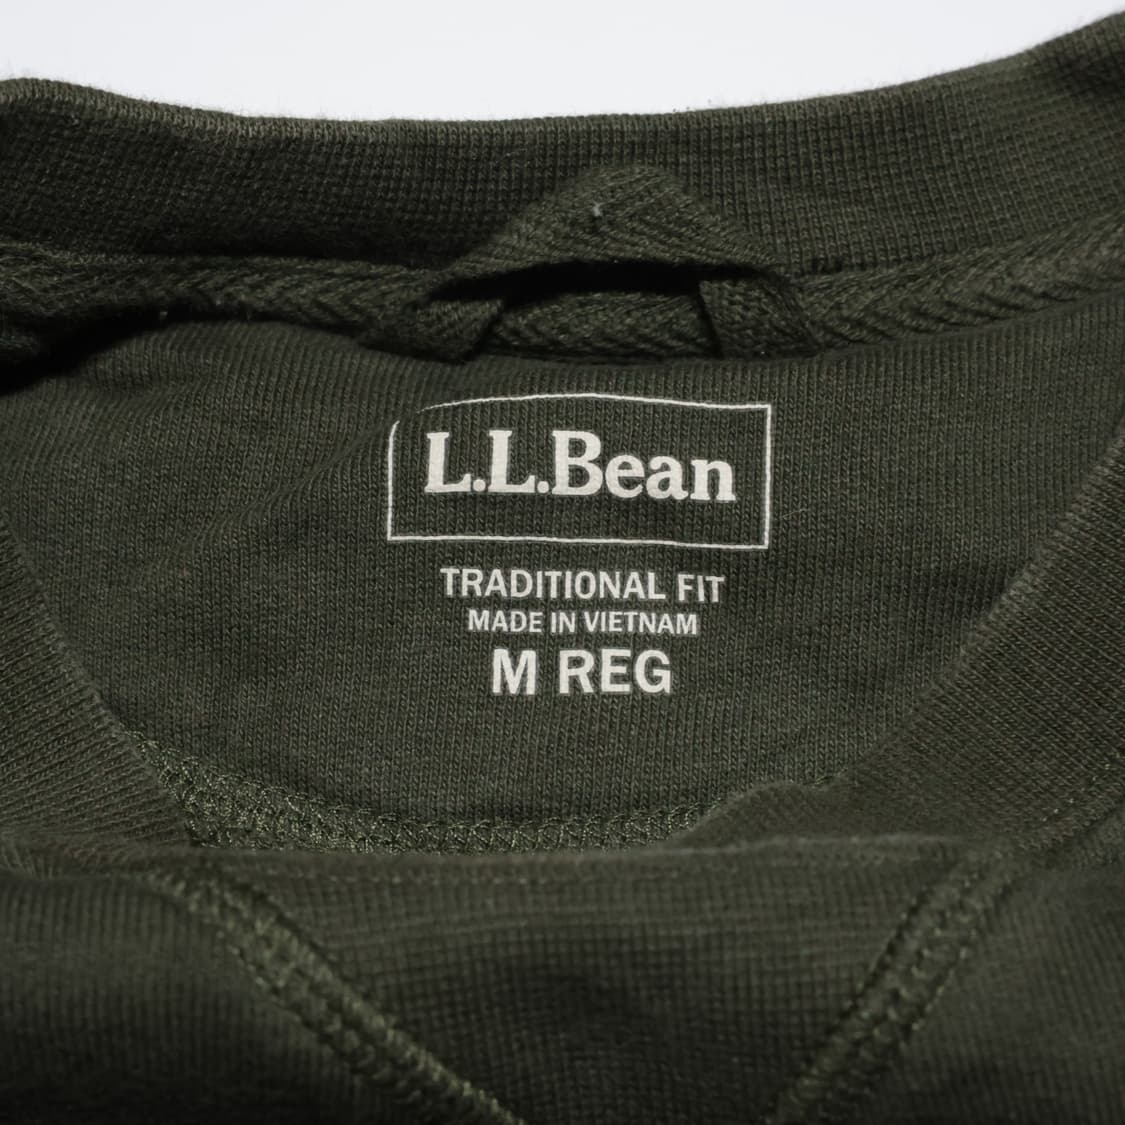 L.L.Bean
TRADITIONAL FIT
MADE IN VIETNAM
M REG